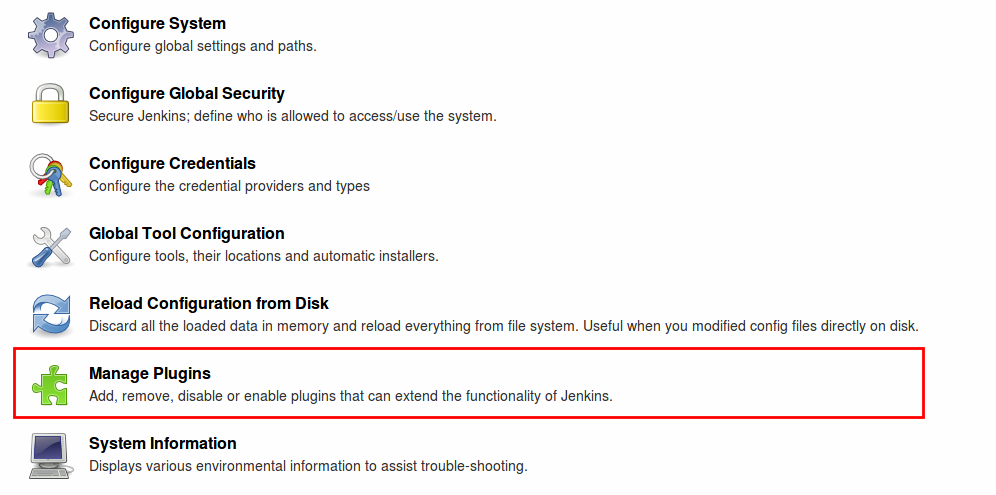 Configure System
Configure global settings and paths.
Configure Global Security
Secure Jenkins; define who is allowed to access/use the system.
Configure Credentials
Configure the credential providers and types
Global Tool Configuration
Configure tools, their locations and automatic installers.
Reload Configuration from Disk
Discard all the loaded data in memory and reload everything from file system. Useful when you modified config files directly on disk.
Manage Plugins
Add, remove, disable or enable plugins that can extend the functionality of Jenkins.
System Information
Displays various environmental information to assist trouble-shooting.